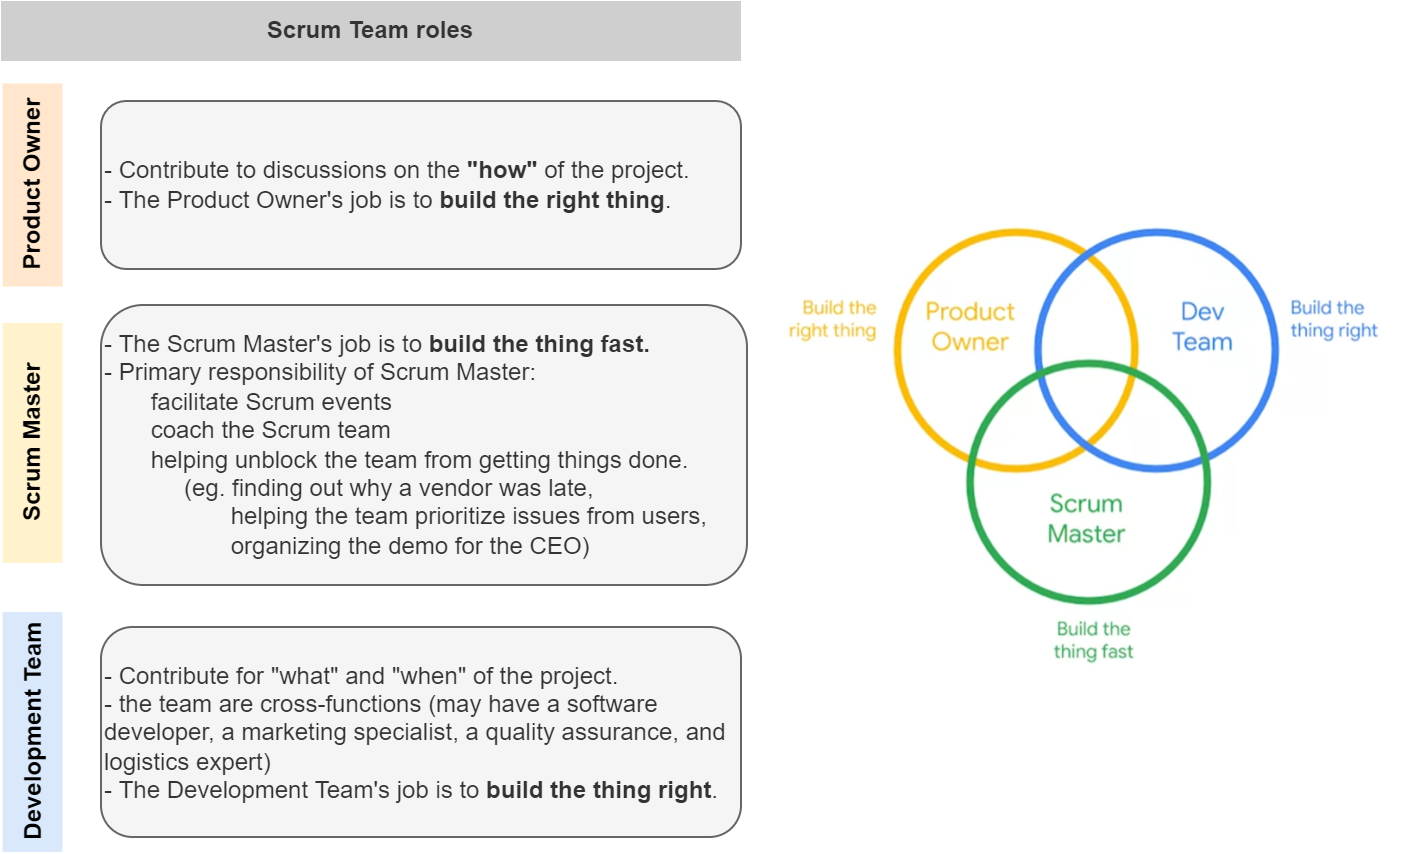 Scrum Team roles
Product Owner
- Contribute to discussions on the "how" of the project.
- The Product Owner's job is to build the right thing.
Scrum Master
- The Scrum Master's job is to build the thing fast.
- Primary responsibility of Scrum Master:
facilitate Scrum events
coach the Scrum team
helping unblock the team from getting things done.
(eg. finding out why a vendor was late,
helping the team prioritize issues from users,
organizing the demo for the CEO)
Development Team
- Contribute for "what" and "when" of the project.
- the team are cross-functions (may have a software
developer, a marketing specialist, a quality assurance, and
logistics expert)
- The Development Team's job is to build the thing right.
Build the
right thing
Product
Owner
Dev
Team
Build the
thing right
Scrum
Master
Build the
thing fast